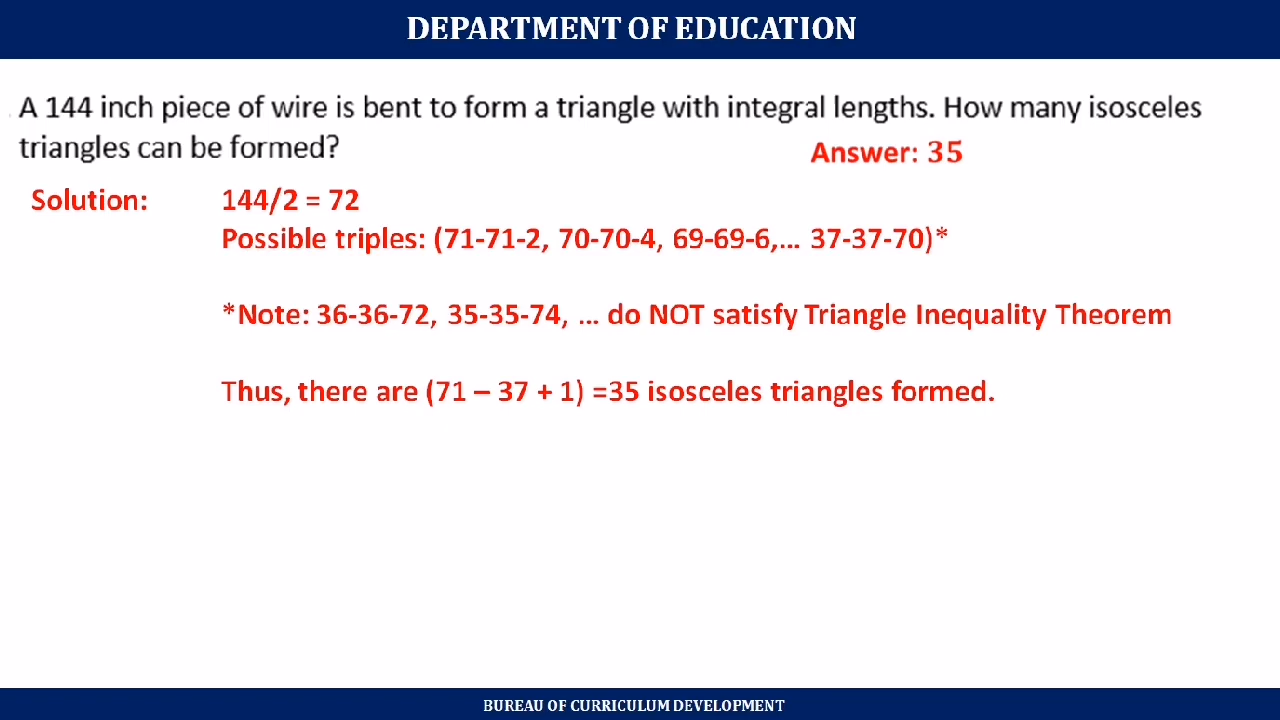 DEPARTMENT OF EDUCATION
A 144 inch piece of wire is bent to form a triangle with integral lengths. How many isosceles
triangles can be formed?
Answer: 35
Solution: 144/2 = 72
Possible triples: (71-71-2, 70-70-4, 69-69-6,... 37-37-70)*
*Note: 36-36-72, 35-35-74, ... do NOT satisfy Triangle Inequality Theorem
Thus, there are (71 – 37 + 1) =35 isosceles triangles formed.
BUREAU OF CURRICULUM DEVELOPMENT